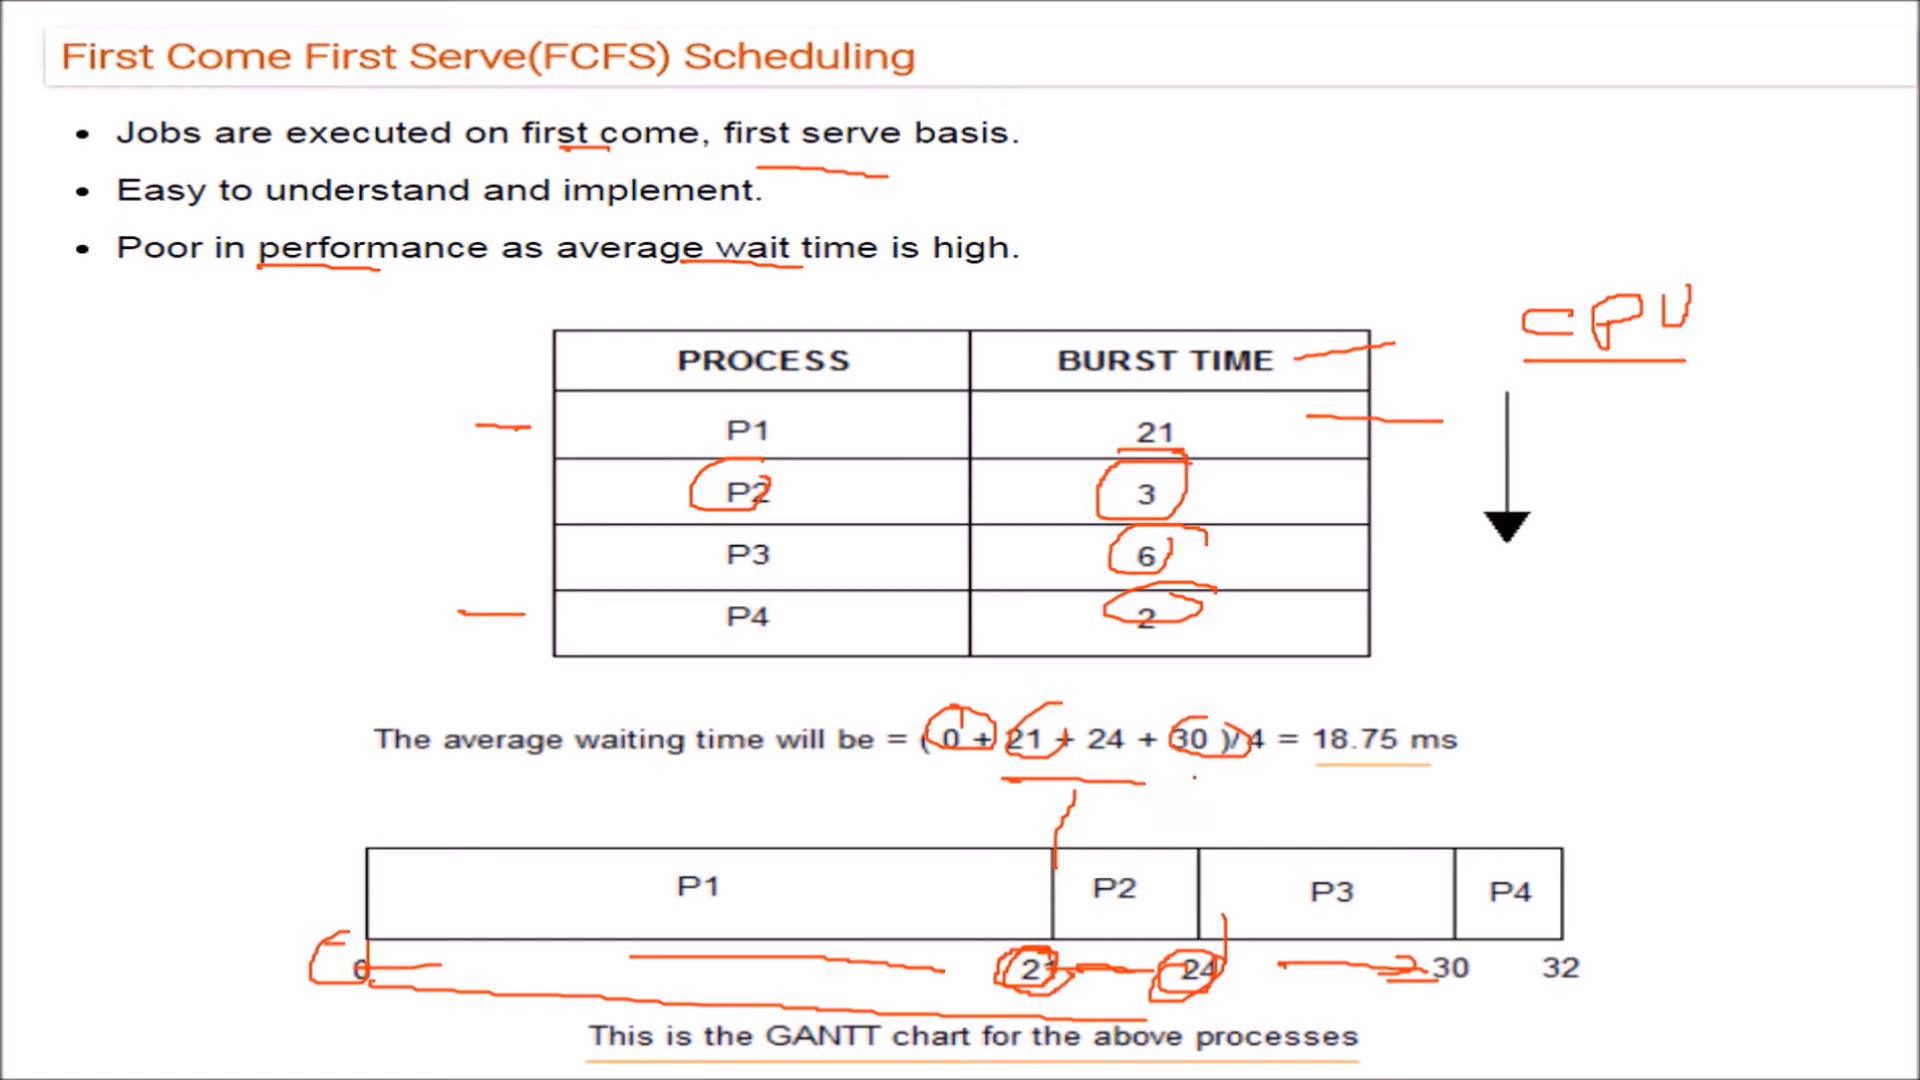 First Come First Serve(FCFS) Scheduling
• Jobs are executed on first come, first serve basis.
• Easy to understand and implement.
• Poor in performance as average wait time is high.
CPU
PROCESS BURST TIME
P1 21
P2 3
P3 6
P4 2
The average waiting time will be = ( 0 + 21 + 24 + 30 )/ 4 = 18.75 ms
P1 P2 P3 P4
0 21 24 30 32
This is the GANTT chart for the above processes